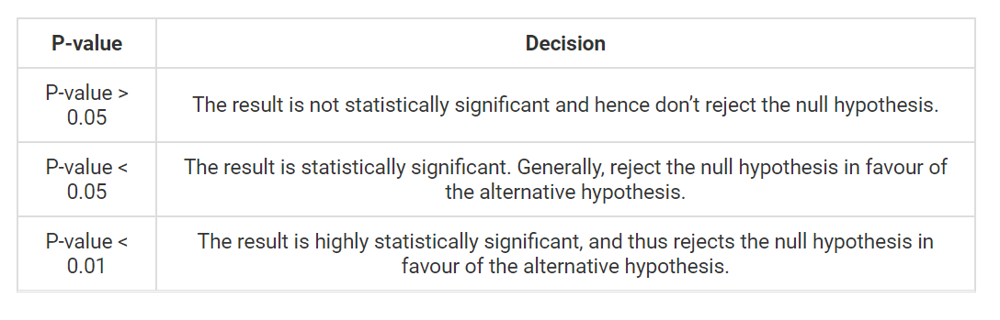 P-value
Decision
P-value >
0.05
The result is not statistically significant and hence don’t reject the null hypothesis.
P-value <
0.05
The result is statistically significant. Generally, reject the null hypothesis in favour of
the alternative hypothesis.
P-value <
0.01
The result is highly statistically significant, and thus rejects the null hypothesis in
favour of the alternative hypothesis.